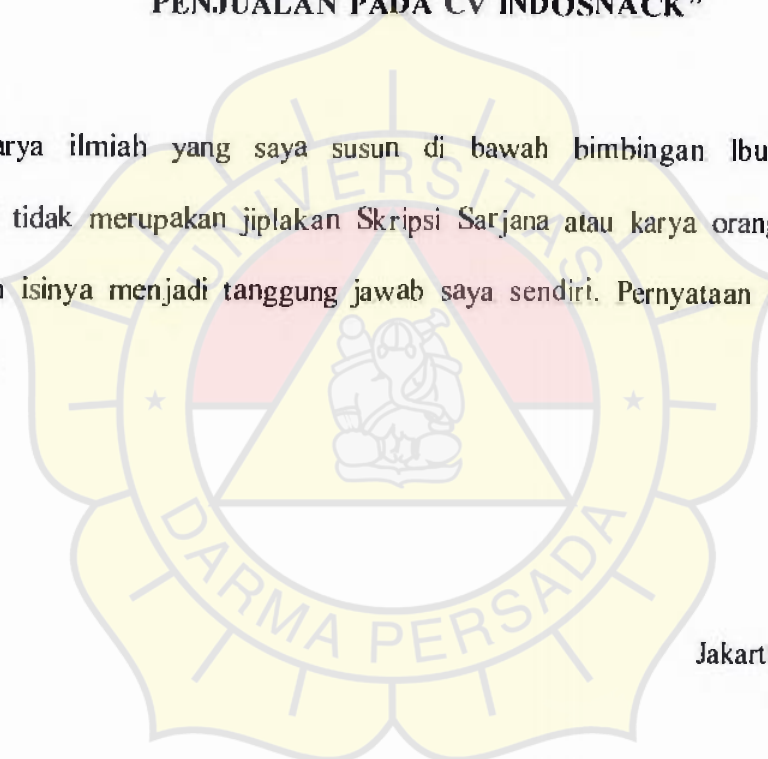 PENJUALAN PADA CV INDOSNACK"
arya ilmiah yang saya susun di bawah bimbingan Ibu
tidak merupakan jiplakan Skripsi Sarjana atau karya orang
isinya menjadi tanggung jawab saya sendiri. Pernyataan
UNIVERSITAS
DARMA PERSADA
Jakart